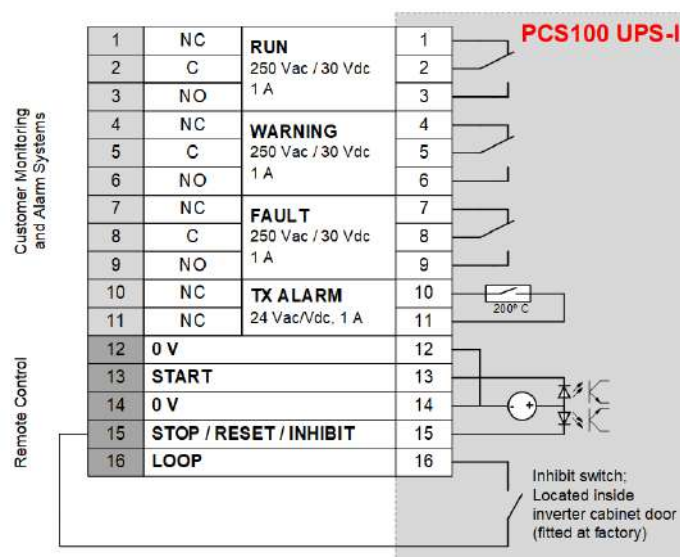 PCS100 UPS-I
Customer Monitoring
and Alarm Systems
1 NC RUN 1
2 C 250 Vac / 30 Vdc 2
3 NO 1 A 3
4 NC WARNING 4
5 C 250 Vac / 30 Vdc 5
6 NO 1 A 6
7 NC FAULT 7
8 C 250 Vac / 30 Vdc 8
9 NO 1 A 9
10 NC TX ALARM 10
11 NC 24 Vac/Vdc, 1 A 11
200º C
Remote Control
12 0 V 12
13 START 13
14 0 V 14
- +
15 STOP / RESET / INHIBIT 15
16 LOOP 16
Inhibit switch;
Located inside
inverter cabinet door
(fitted at factory)